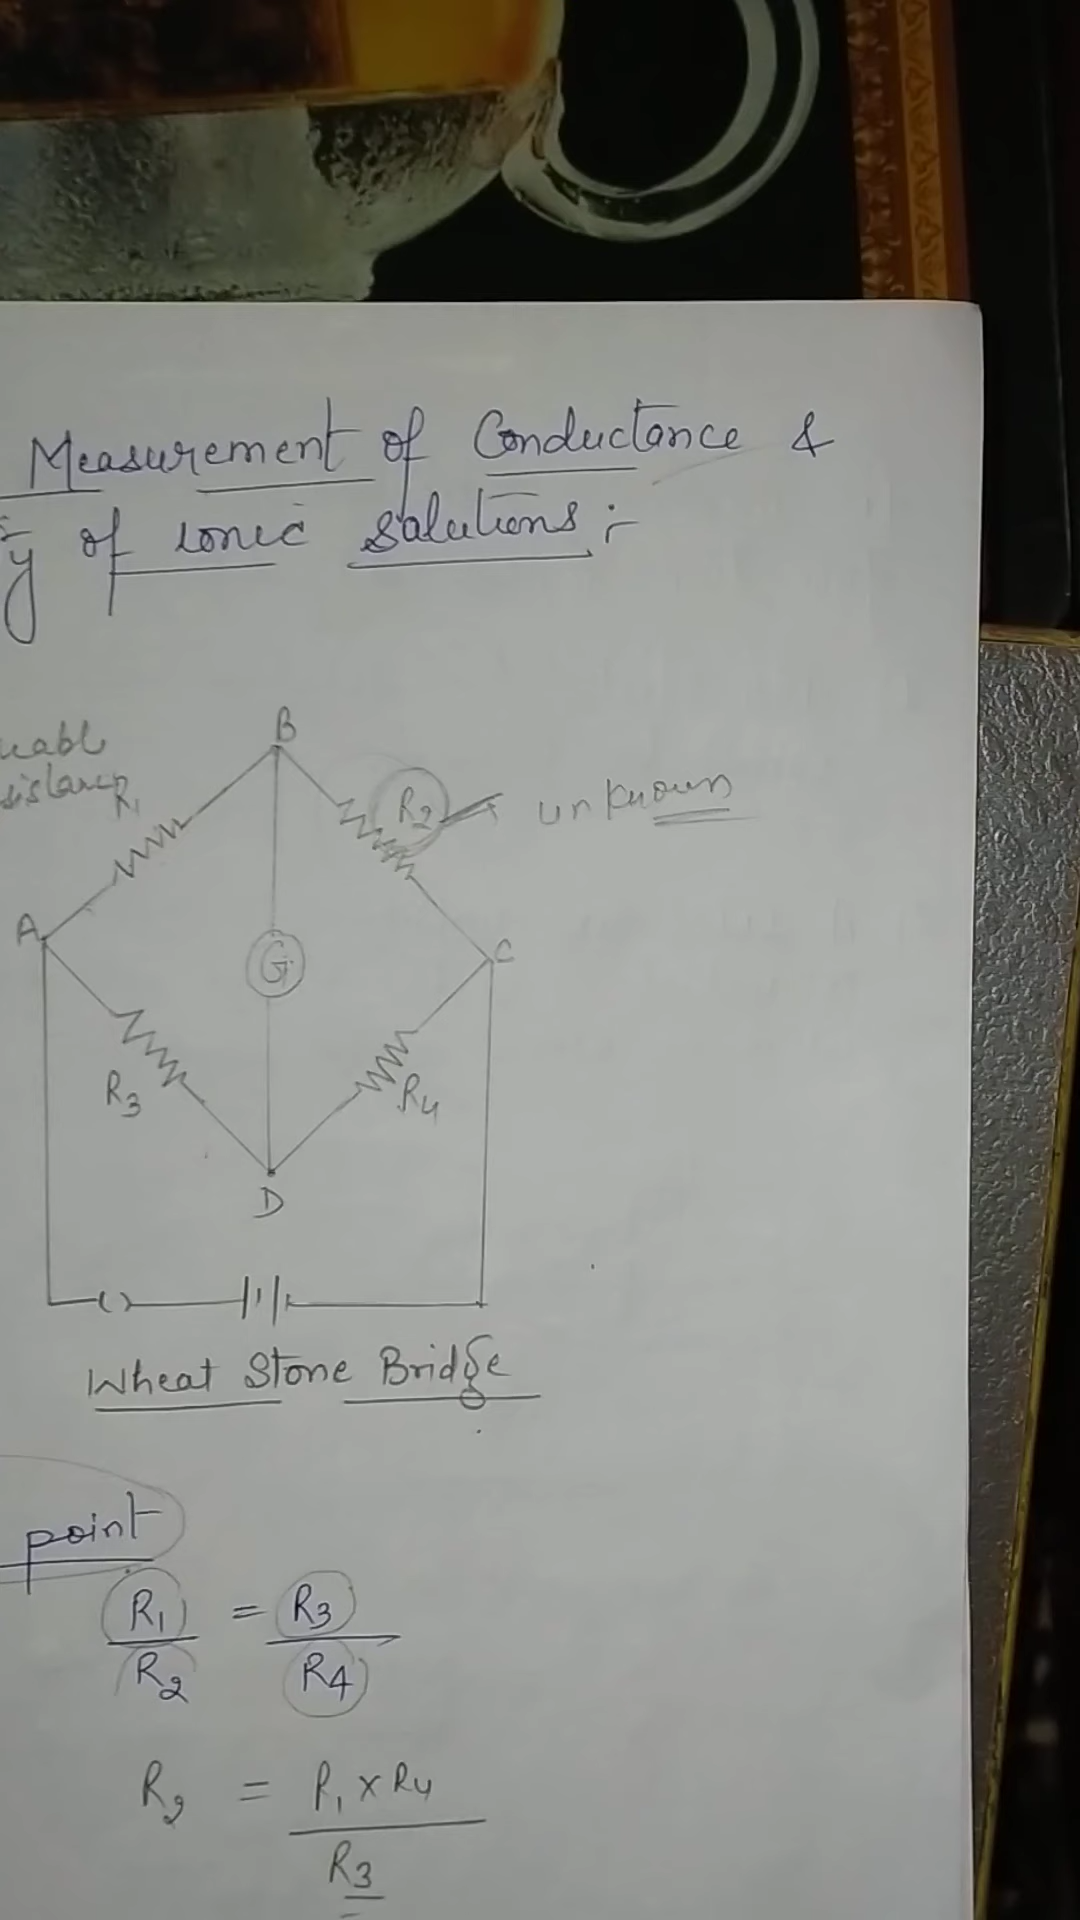 Measurement of Conductance &
y of ionic Solutions :-
B
R1
R2
unknown
A
G
C
R3
R4
D
Wheat Stone Bridge
point
R1 = R3
R2 R4
R2 = R1 x R4
R3